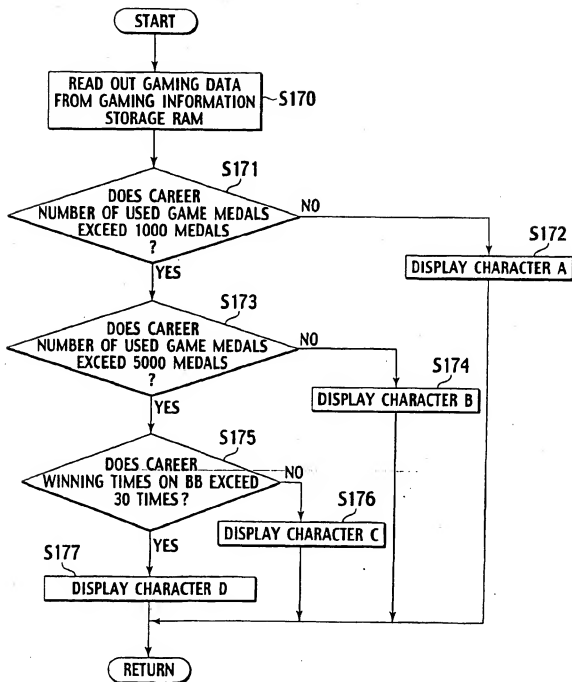 START
READ OUT GAMING DATA
FROM GAMING INFORMATION
STORAGE RAM
S170
S171
DOES CAREER
NUMBER OF USED GAME MEDALS
EXCEED 1000 MEDALS
?
NO
YES
S172
DISPLAY CHARACTER A
S173
DOES CAREER
NUMBER OF USED GAME MEDALS
EXCEED 5000 MEDALS
?
NO
YES
S174
DISPLAY CHARACTER B
S175
DOES CAREER
WINNING TIMES ON BB EXCEED
30 TIMES?
NO
YES
S176
DISPLAY CHARACTER C
S177
DISPLAY CHARACTER D
RETURN